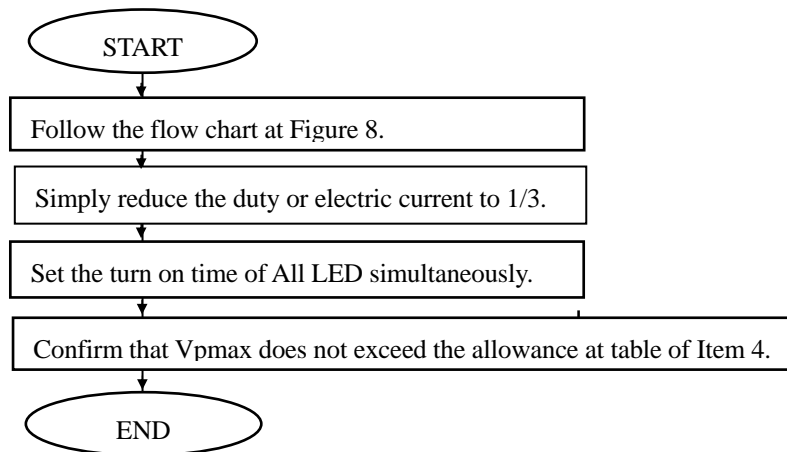 START
Follow the flow chart at Figure 8.
Simply reduce the duty or electric current to 1/3.
Set the turn on time of All LED simultaneously.
Confirm that Vpmax does not exceed the allowance at table of Item 4.
END